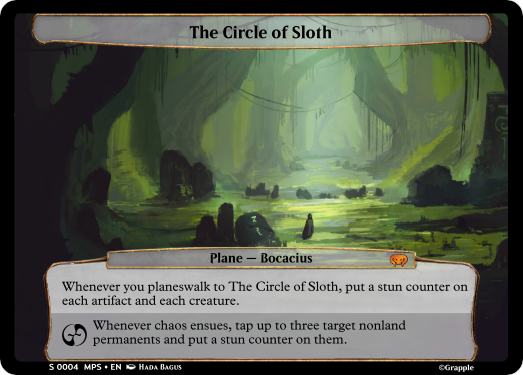 The Circle of Sloth
Plane — Bocacius
Whenever you planeswalk to The Circle of Sloth, put a stun counter on
each artifact and each creature.
Whenever chaos ensues, tap up to three target nonland
permanents and put a stun counter on them.
S 0004 MPS • EN Hada Bagus
©Grapple